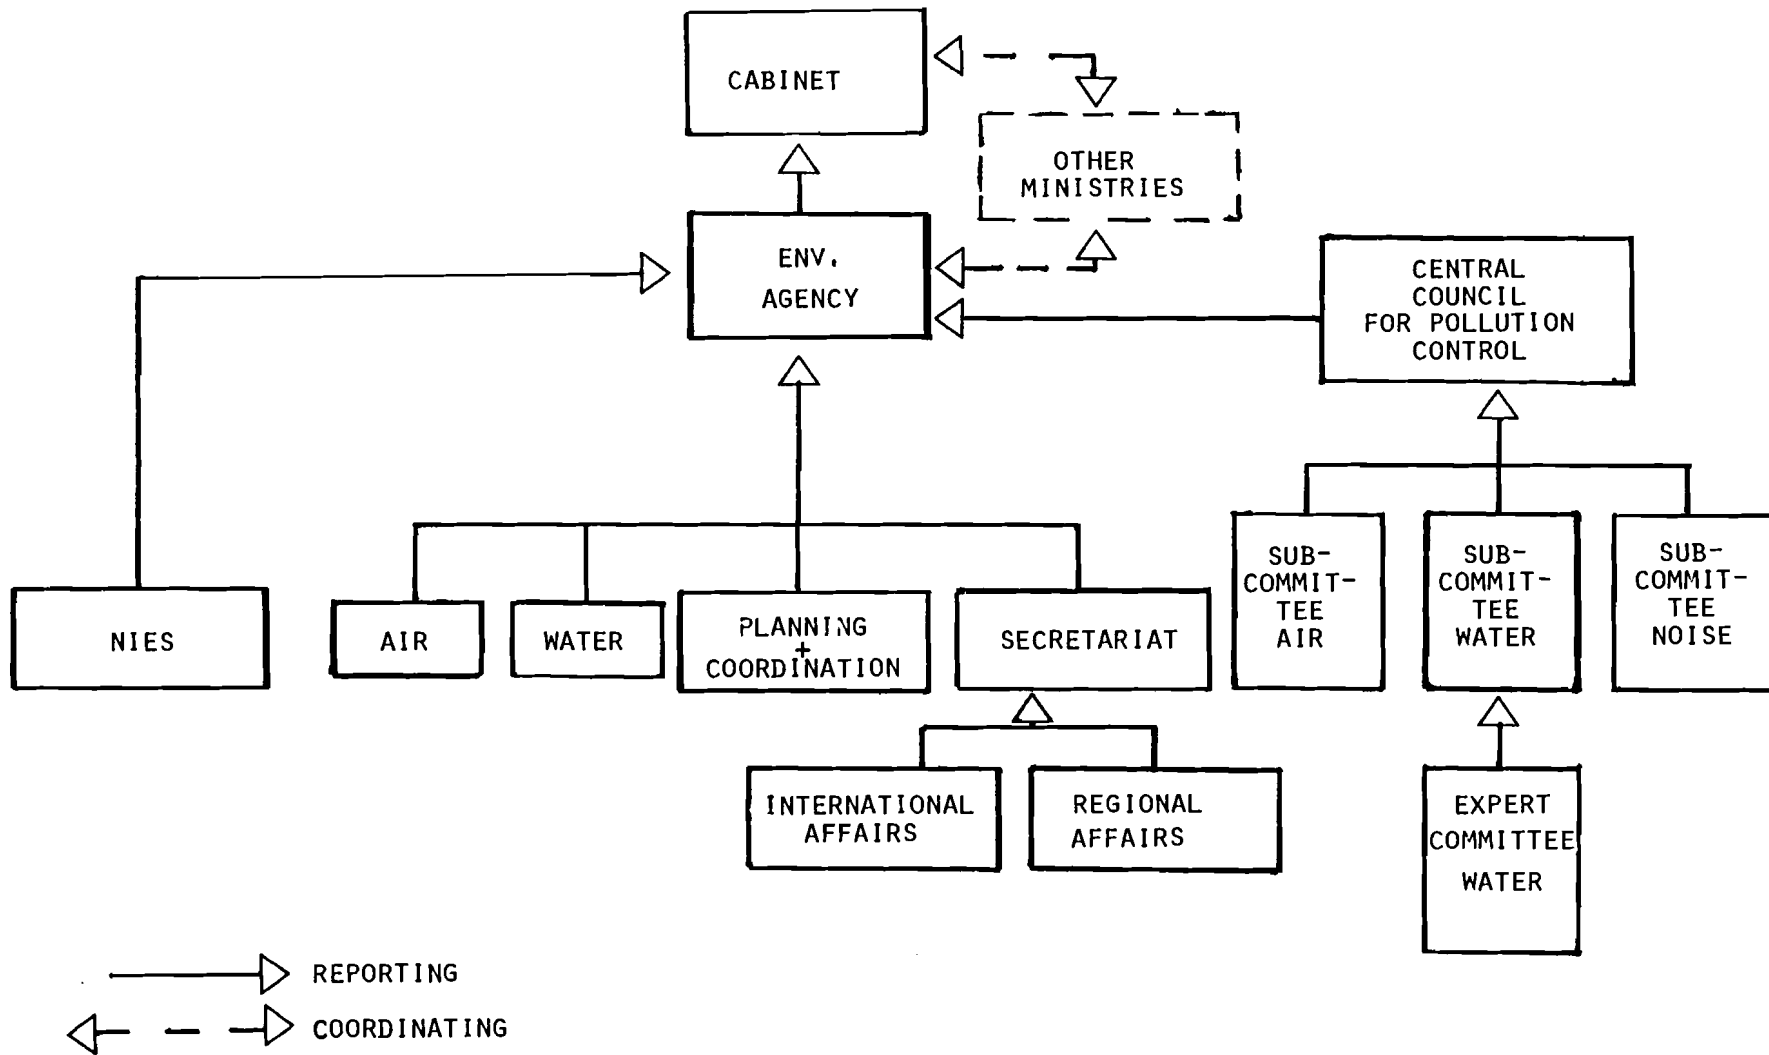 CABINET
OTHER
MINISTRIES
ENV.
AGENCY
CENTRAL
COUNCIL
FOR POLLUTION
CONTROL
NIES
AIR
WATER
PLANNING
+
COORDINATION
SECRETARIAT
SUB-
COMMIT-
TEE
AIR
SUB-
COMMIT-
TEE
WATER
SUB-
COMMIT-
TEE
NOISE
INTERNATIONAL
AFFAIRS
REGIONAL
AFFAIRS
EXPERT
COMMITTEE
WATER
REPORTING
COORDINATING